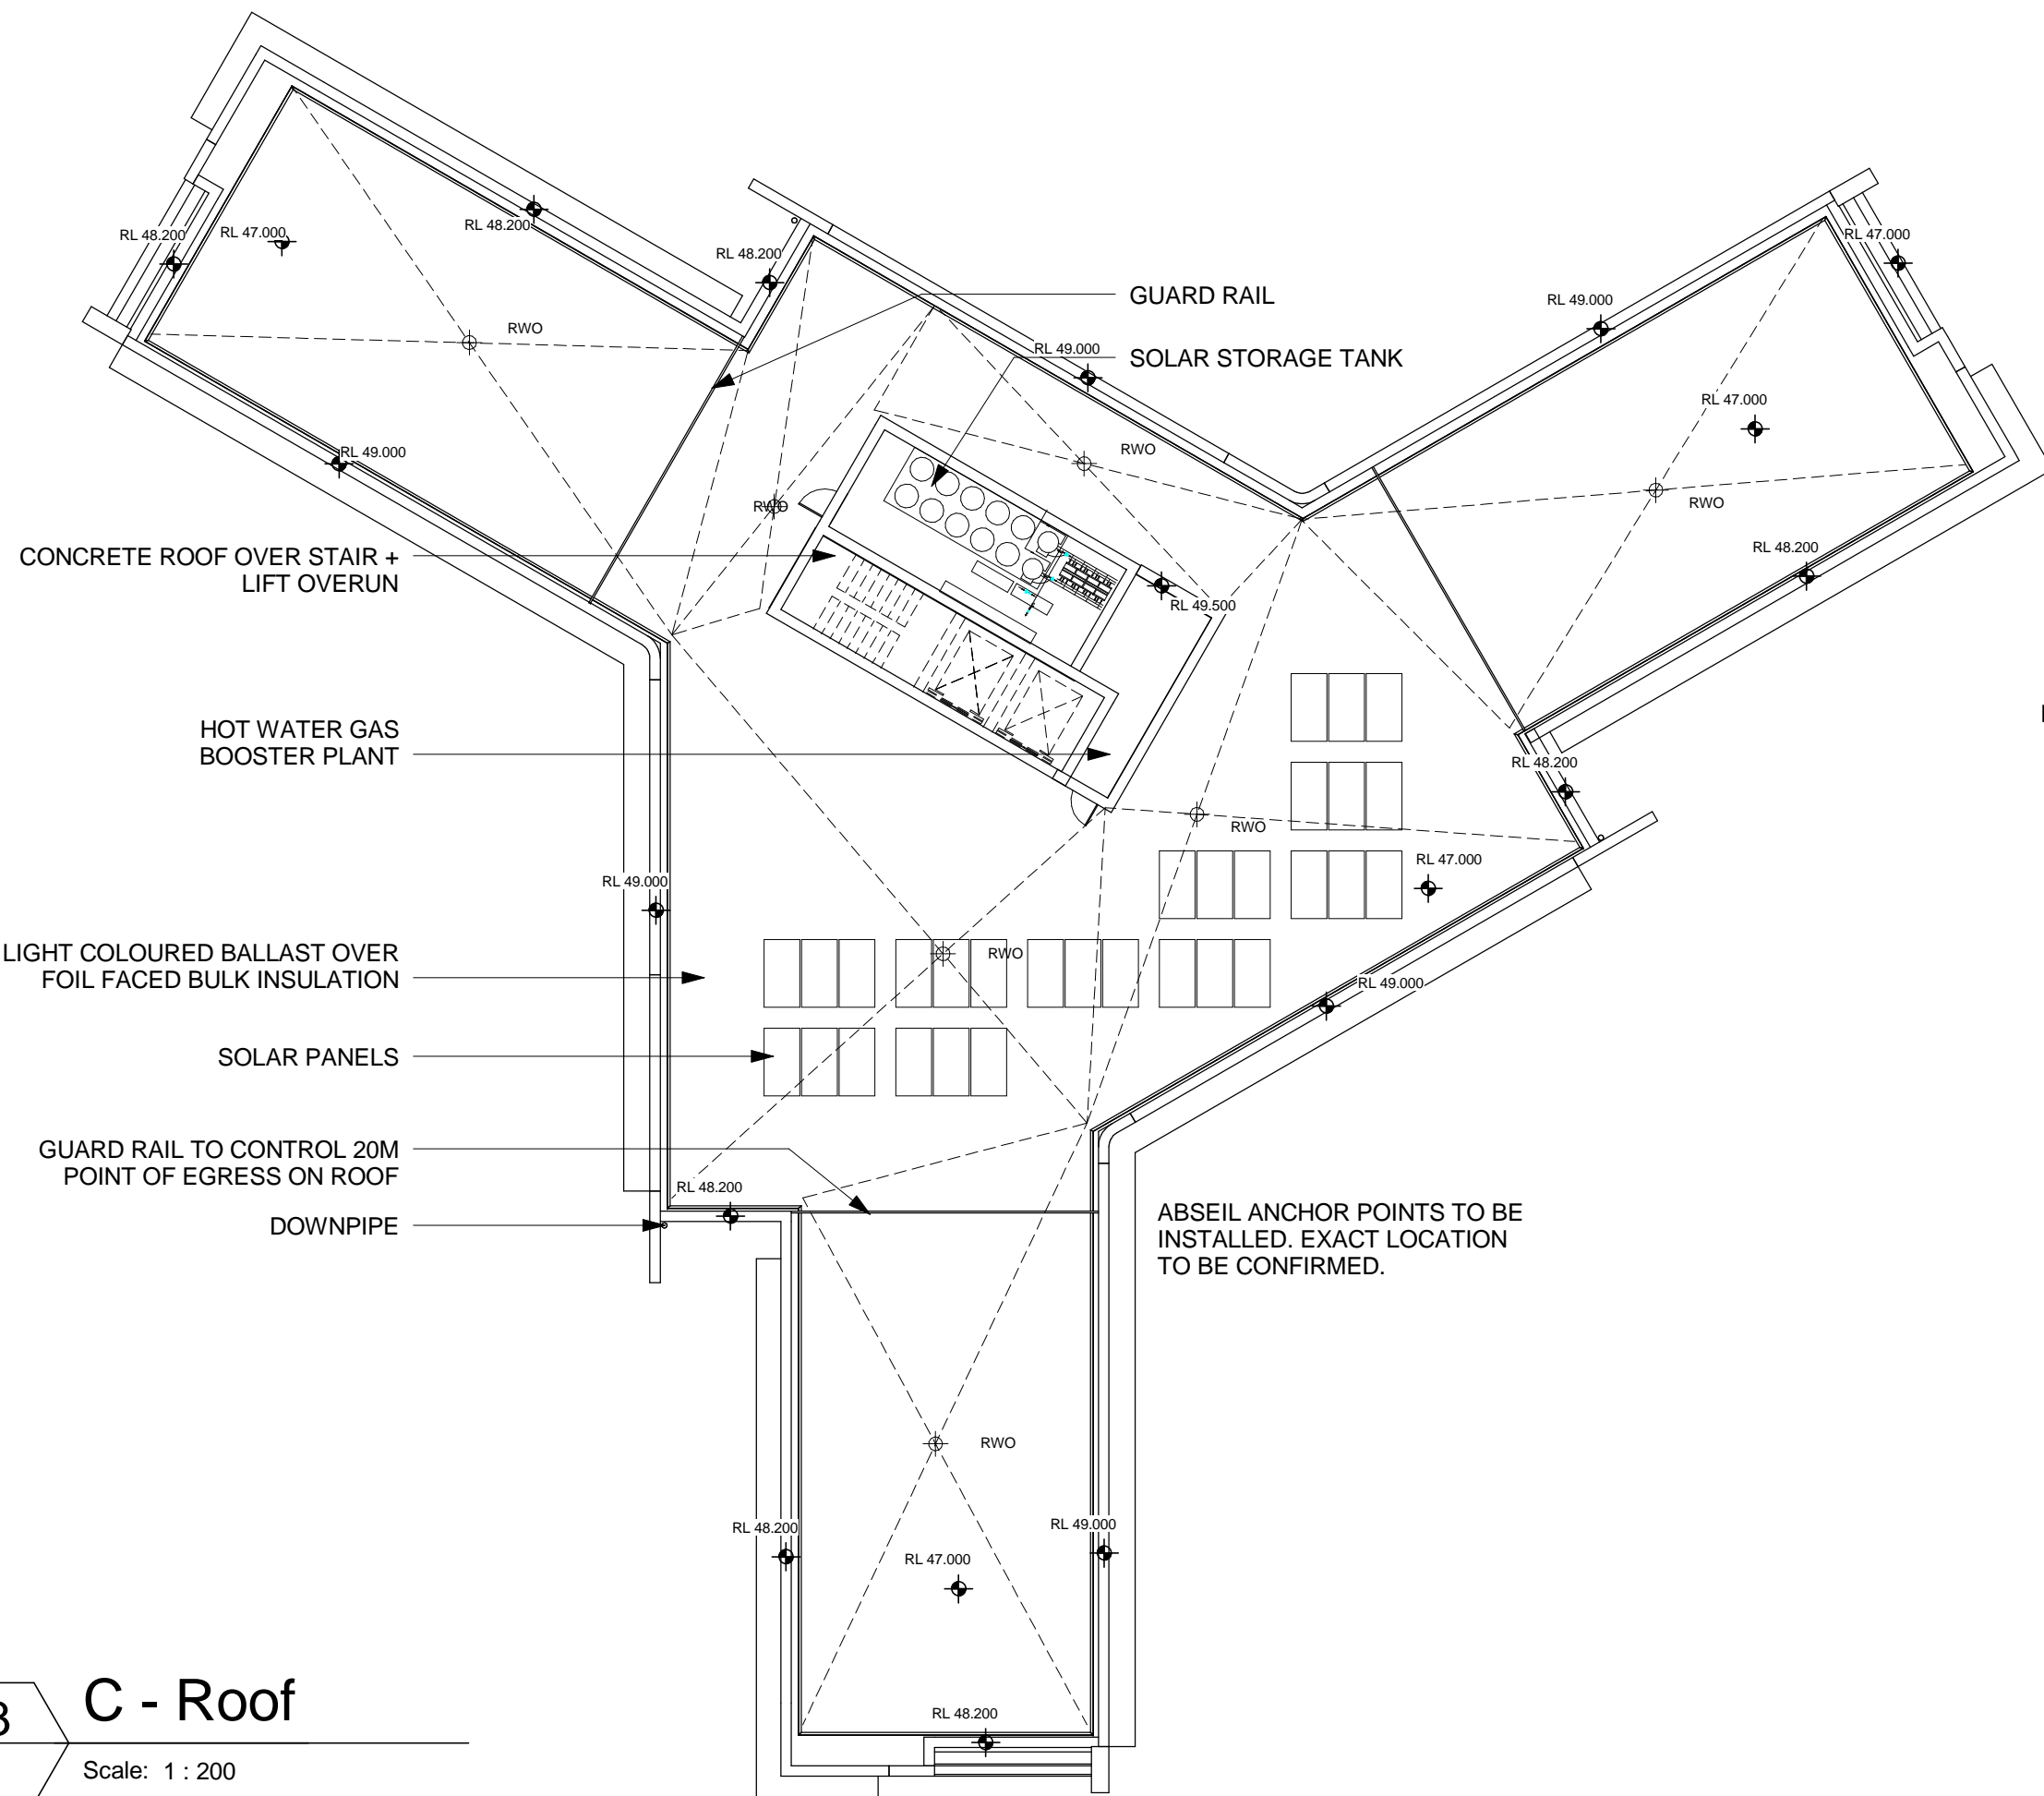 RL 48.200
RL 47.000
RL 48.200
RL 48.200
RL 47.000
GUARD RAIL
RL 49.000
RWO
RL 49.000
SOLAR STORAGE TANK
RL 47.000
RL 49.000
RWO
RWO
RWO
RL 48.200
CONCRETE ROOF OVER STAIR +
LIFT OVERUN
RL 49.500
HOT WATER GAS
BOOSTER PLANT
RL 48.200
RWO
RL 47.000
RL 49.000
LIGHT COLOURED BALLAST OVER
FOIL FACED BULK INSULATION
RWO
RL 49.000
SOLAR PANELS
GUARD RAIL TO CONTROL 20M
POINT OF EGRESS ON ROOF
RL 48.200
DOWNPIPE
ABSEIL ANCHOR POINTS TO BE
INSTALLED. EXACT LOCATION
TO BE CONFIRMED.
RWO
RL 48.200
RL 49.000
RL 47.000
RL 48.200
C - Roof
Scale: 1 : 200